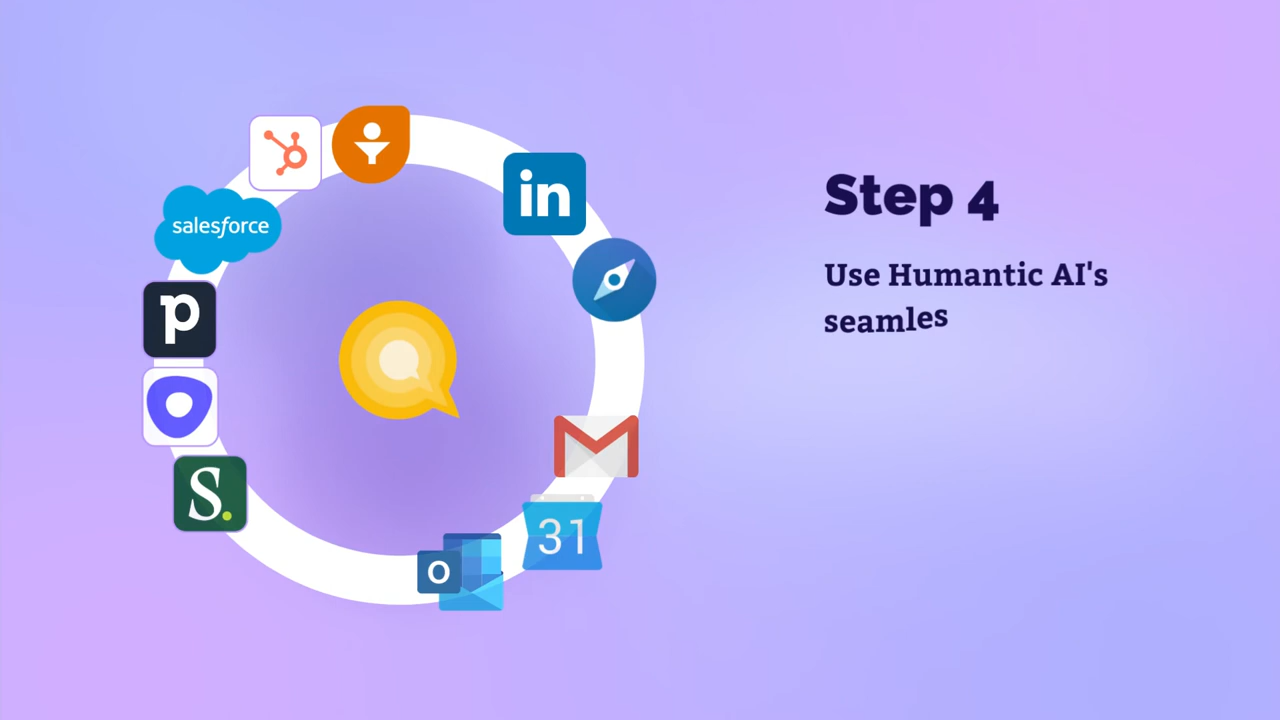 Step 4
Use Humantic AI's
seamles
in
salesforce
p
S.
31
O